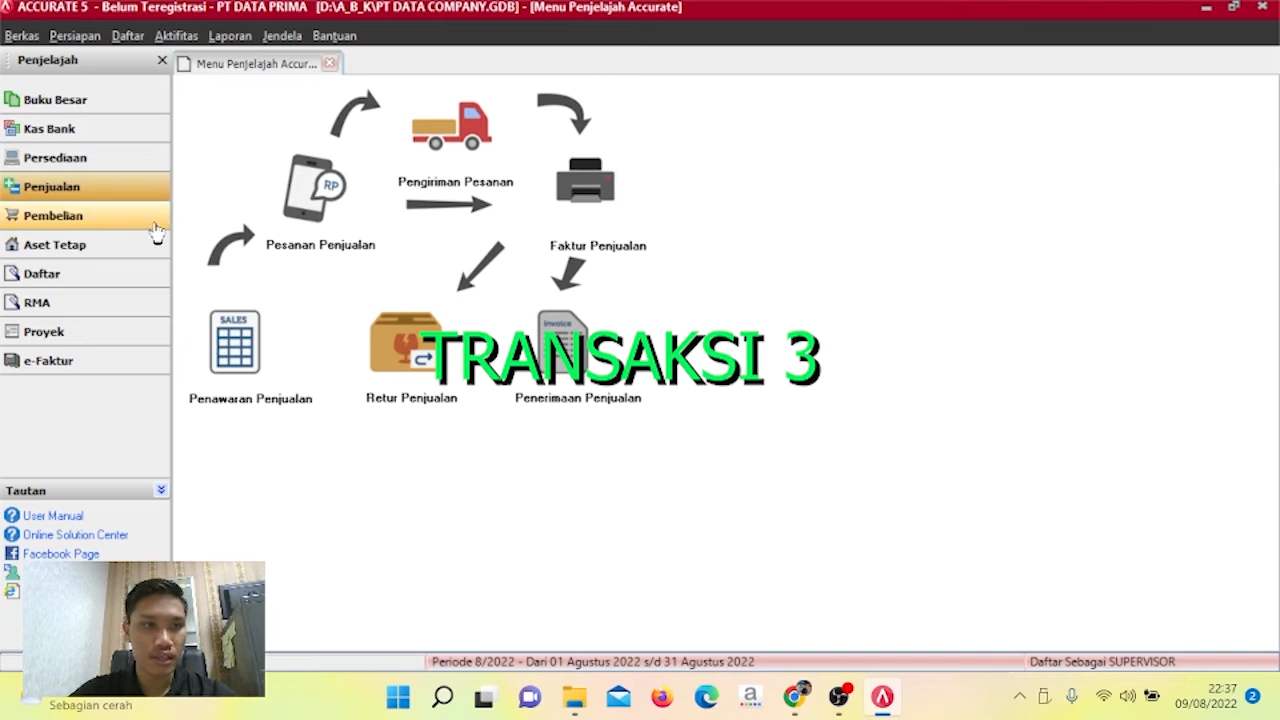 ACCURATE 5 - Belum Teregistrasi - PT DATA PRIMA [D:\A_B_K\PT DATA COMPANY.GDB] - [Menu Penjelajah Accurate]
Berkas Persiapan Daftar Aktifitas Laporan Jendela Bantuan
Penjelajah
Menu Penjelajah Accur...
Buku Besar
Kas Bank
Persediaan
Penjualan
Pembelian
Aset Tetap
Daftar
RMA
Proyek
e-Faktur
RP
Pengiriman Pesanan
Pesanan Penjualan
Faktur Penjualan
SALES
Invoice
TRANSAKSI 3
Penawaran Penjualan
Retur Penjualan
Penerimaan Penjualan
Tautan
User Manual
Online Solution Center
Facebook Page
Periode 8/2022 - Dari 01 Agustus 2022 s/d 31 Agustus 2022
Daftar Sebagai SUPERVISOR
Sebagian cerah
22:37
09/08/2022
2